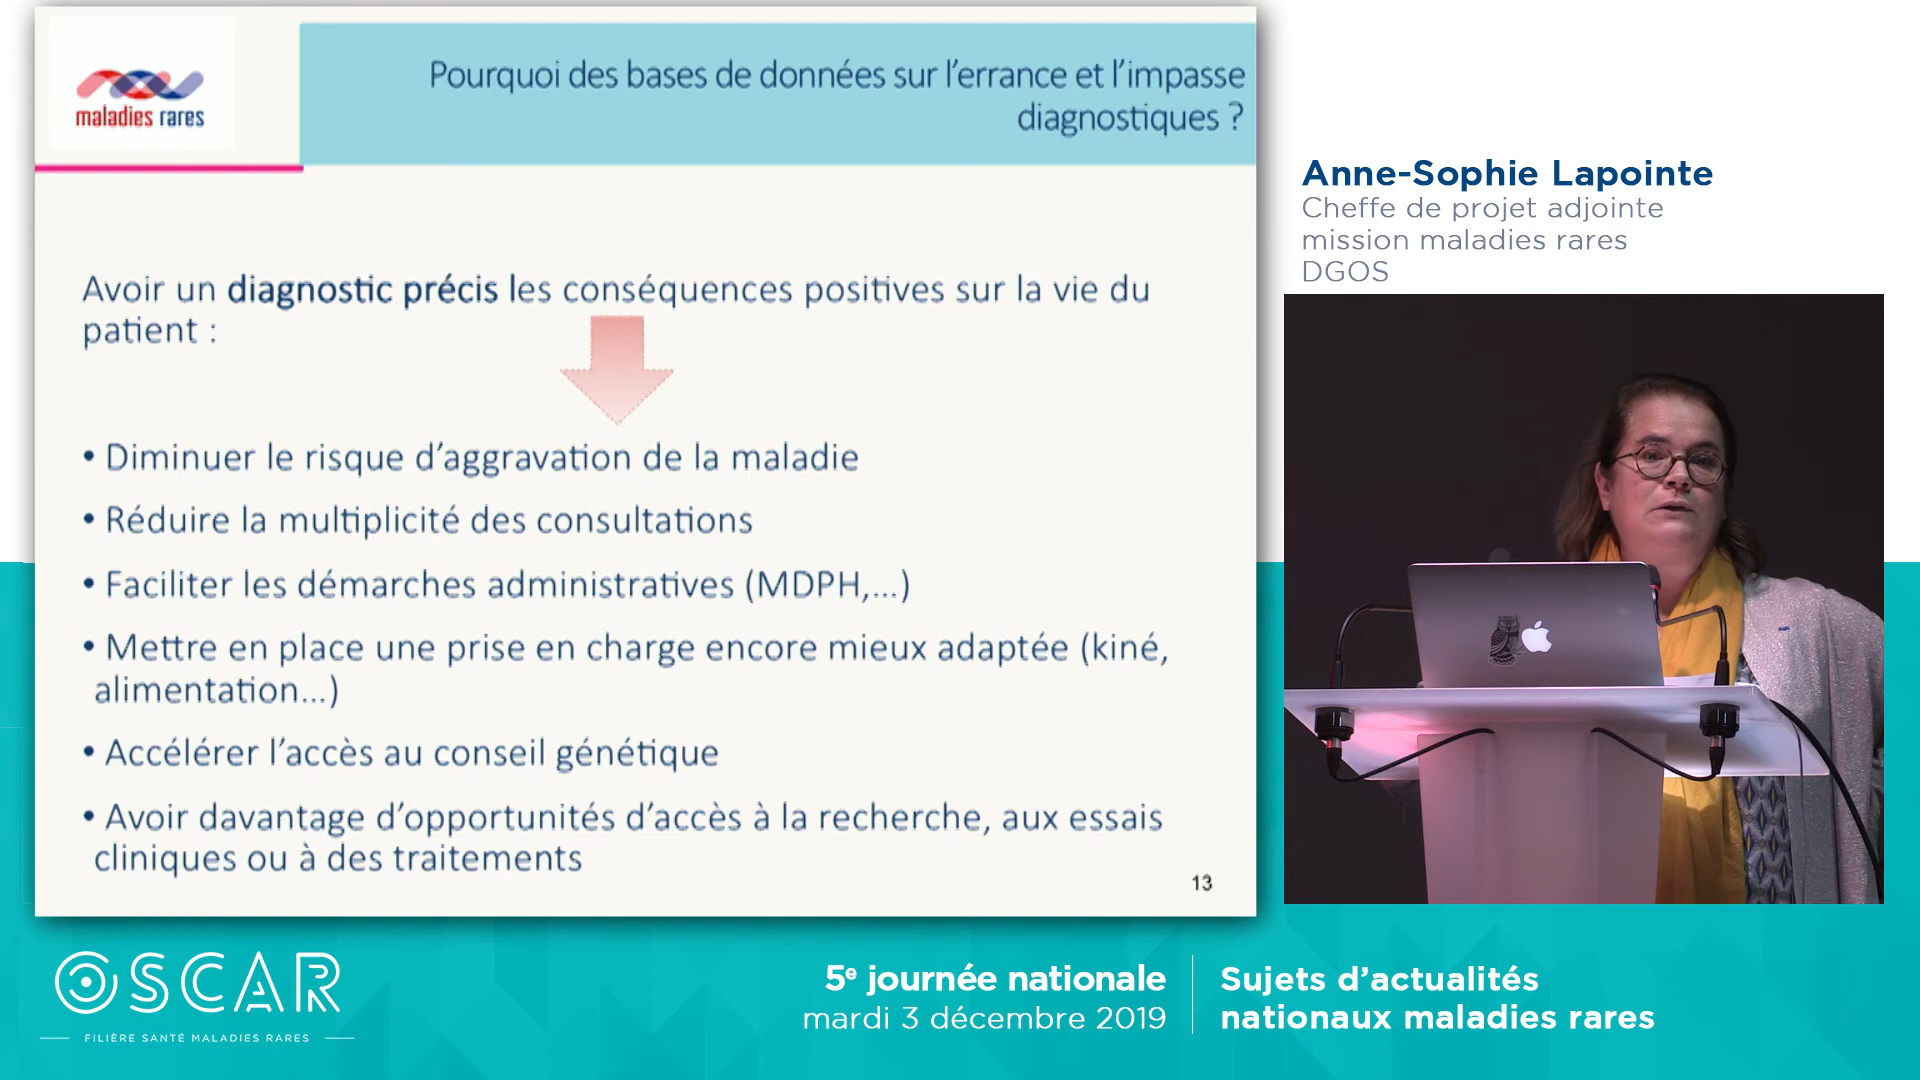 maladies rares
Pourquoi des bases de données sur l’errance et l’impasse
diagnostiques ?
Avoir un diagnostic précis les conséquences positives sur la vie du
patient :
• Diminuer le risque d’aggravation de la maladie
• Réduire la multiplicité des consultations
• Faciliter les démarches administratives (MDPH,...)
• Mettre en place une prise en charge encore mieux adaptée (kiné,
alimentation...)
• Accélérer l’accès au conseil génétique
• Avoir davantage d’opportunités d’accès à la recherche, aux essais
cliniques ou à des traitements
13
Anne-Sophie Lapointe
Cheffe de projet adjointe
mission maladies rares
DGOS
OSCAR
FILIÈRE SANTÉ MALADIES RARES
5e journée nationale
mardi 3 décembre 2019
Sujets d’actualités
nationaux maladies rares